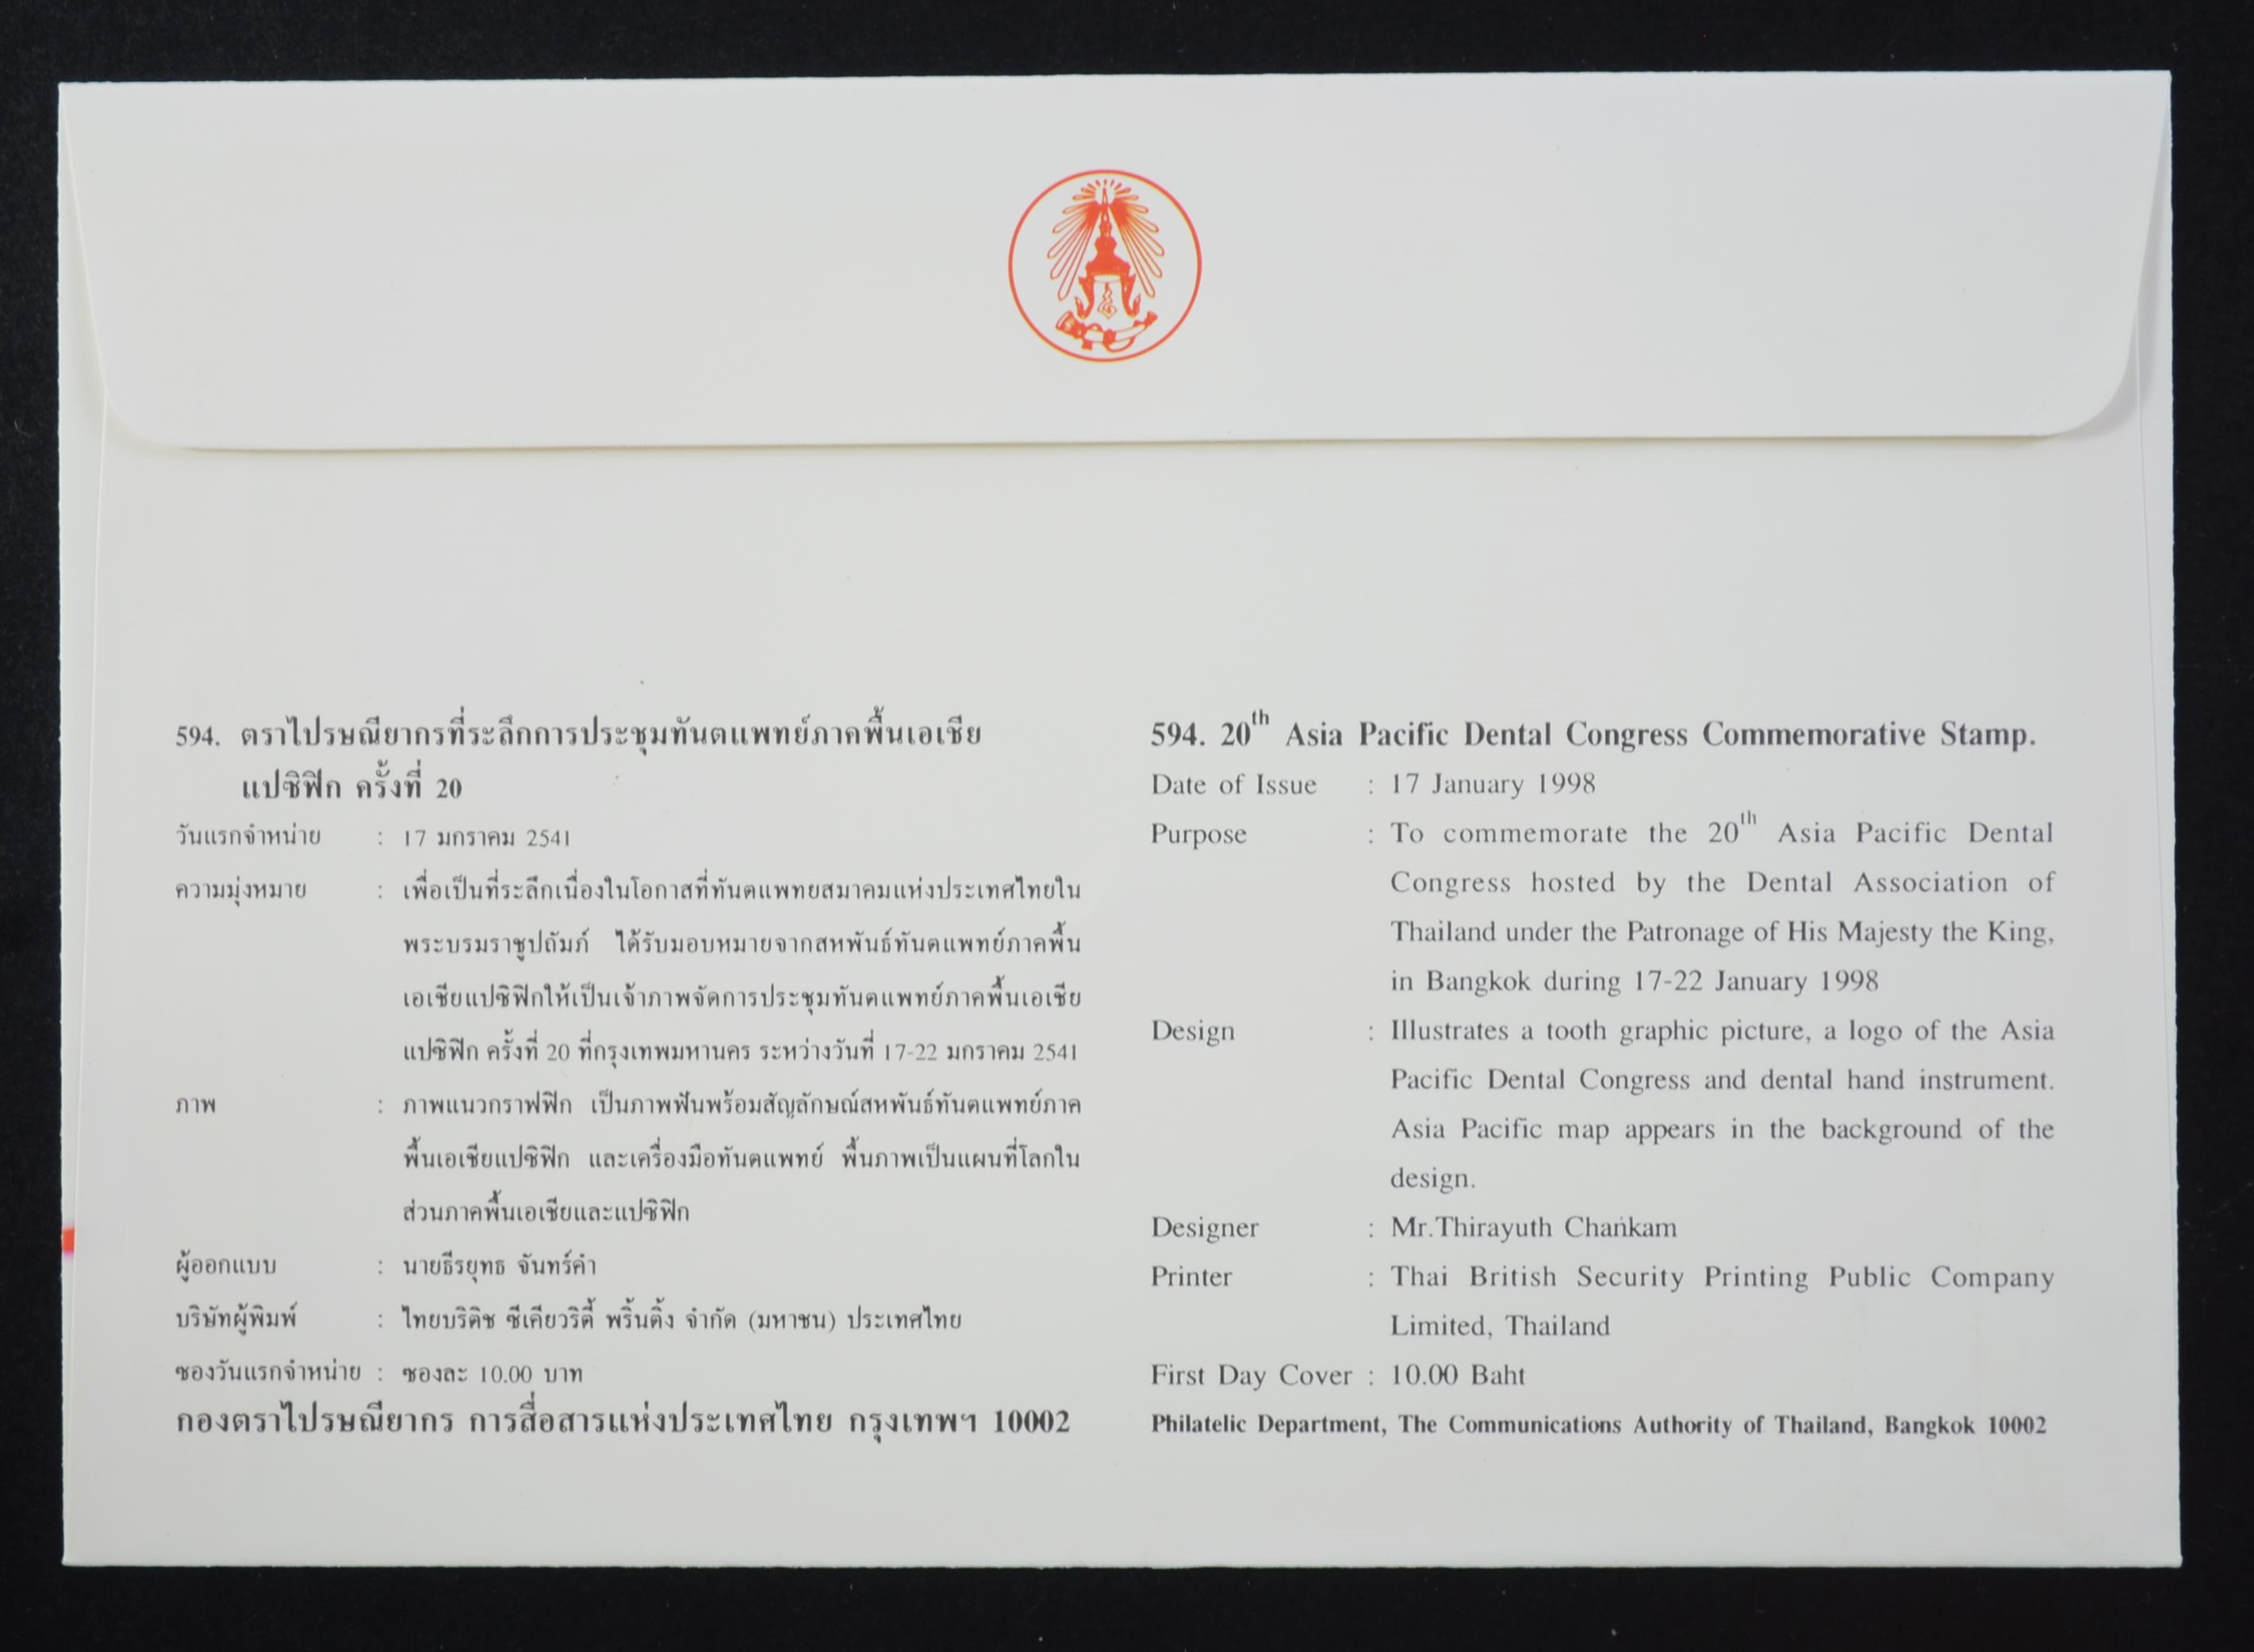 594. ตราไปรษณียากรที่ระลึกการประชุมทันตแพทย์ภาคพื้นเอเชีย
แปซิฟิก ครั้งที่ 20
วันแรกจำหน่าย : 17 มกราคม 2541
ความมุ่งหมาย : เพื่อเป็นที่ระลึกเนื่องในโอกาสที่ทันตแพทยสมาคมแห่งประเทศไทยใน
พระบรมราชูปถัมภ์ ได้รับมอบหมายจากสหพันธ์ทันตแพทย์ภาคพื้น
เอเชียแปซิฟิกให้เป็นเจ้าภาพจัดการประชุมทันตแพทย์ภาคพื้นเอเชีย
แปซิฟิก ครั้งที่ 20 ที่กรุงเทพมหานคร ระหว่างวันที่ 17-22 มกราคม 2541
ภาพ : ภาพแนวกราฟฟิก เป็นภาพฟันพร้อมสัญลักษณ์สหพันธ์ทันตแพทย์ภาค
พื้นเอเชียแปซิฟิก และเครื่องมือทันตแพทย์ พื้นภาพเป็นแผนที่โลกใน
ส่วนภาคพื้นเอเชียและแปซิฟิก
ผู้ออกแบบ : นายธีรยุทธ จันทร์คำ
บริษัทผู้พิมพ์ : ไทยบริติช ซีเคียวริตี้ พริ้นติ้ง จำกัด (มหาชน) ประเทศไทย
ซองวันแรกจำหน่าย : ซองละ 10.00 บาท
กองตราไปรษณียากร การสื่อสารแห่งประเทศไทย กรุงเทพฯ 10002
594. 20th Asia Pacific Dental Congress Commemorative Stamp.
Date of Issue : 17 January 1998
Purpose : To commemorate the 20th Asia Pacific Dental
Congress hosted by the Dental Association of
Thailand under the Patronage of His Majesty the King,
in Bangkok during 17-22 January 1998
Design : Illustrates a tooth graphic picture, a logo of the Asia
Pacific Dental Congress and dental hand instrument.
Asia Pacific map appears in the background of the
design.
Designer : Mr.Thirayuth Chankam
Printer : Thai British Security Printing Public Company
Limited, Thailand
First Day Cover : 10.00 Baht
Philatelic Department, The Communications Authority of Thailand, Bangkok 10002